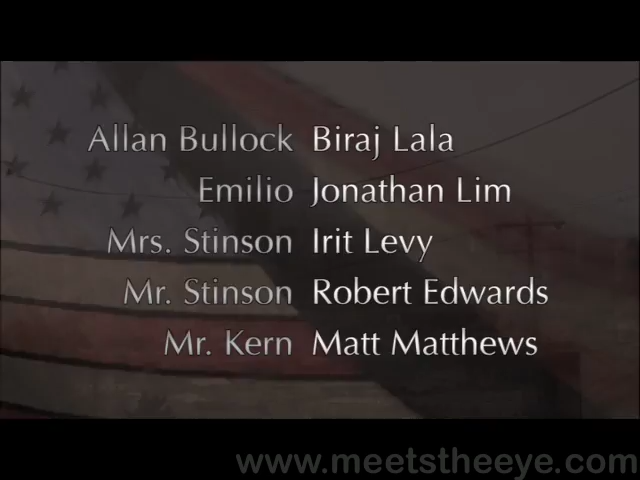 Allan Bullock Biraj Lala
Emilio Jonathan Lim
Mrs. Stinson Irit Levy
Mr. Stinson Robert Edwards
Mr. Kern Matt Matthews
www.meetstheeye.com